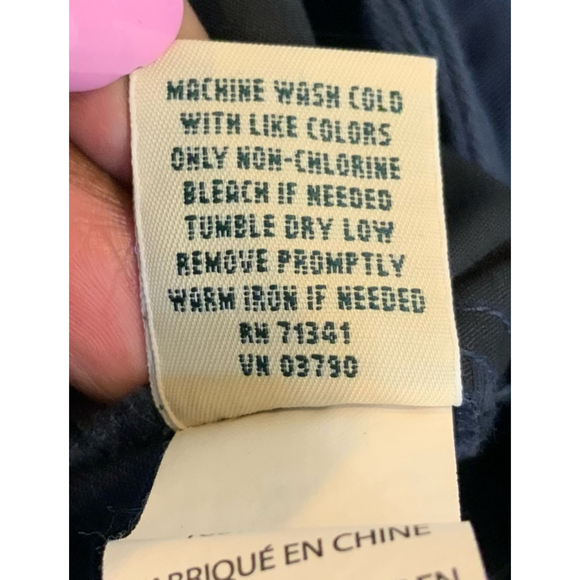 MACHINE WASH COLD
WITH LIKE COLORS
ONLY NON-CHLORINE
BLEACH IF NEEDED
TUMBLE DRY LOW
REMOVE PROMPTLY
WARM IRON IF NEEDED
RN 71341
VN 03790
FABRIQUÉ EN CHINE